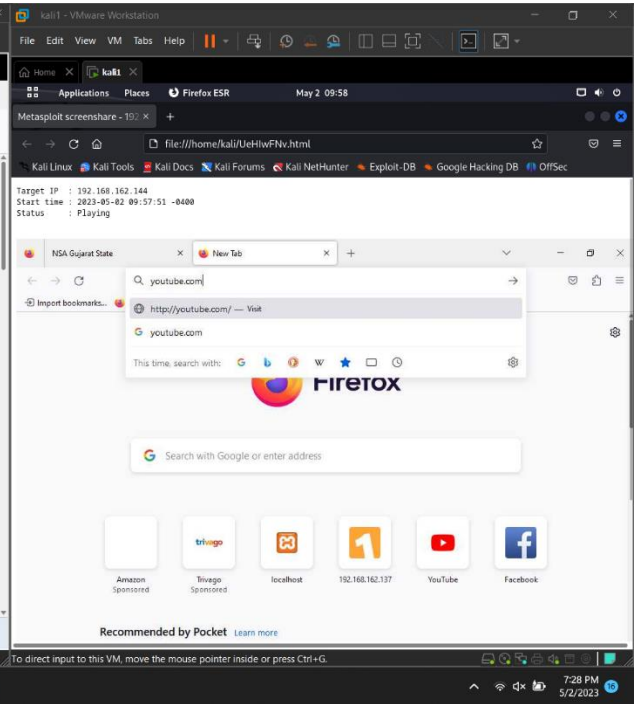 kali1 - VMware Workstation
File Edit View VM Tabs Help
Home kali1
Applications Places Firefox ESR May 2 09:58
Metasploit screenshare - 192
file:///home/kali/UeHIwFNv.html
Kali Linux Kali Tools Kali Docs Kali Forums Kali NetHunter Exploit-DB Google Hacking DB OffSec
Target IP : 192.168.162.144
Start time : 2023-05-02 09:57:51 -0400
Status : Playing
NSA Gujarat State New Tab
youtube.com
Import bookmarks...
http://youtube.com/ — Visit
youtube.com
This time, search with:
Firefox
Search with Google or enter address
trivago
Amazon Trivago localhost 192.168.162.137 YouTube Facebook
Sponsored Sponsored
Recommended by Pocket Learn more
To direct input to this VM, move the mouse pointer inside or press Ctrl+G.
7:28 PM
5/2/2023 16